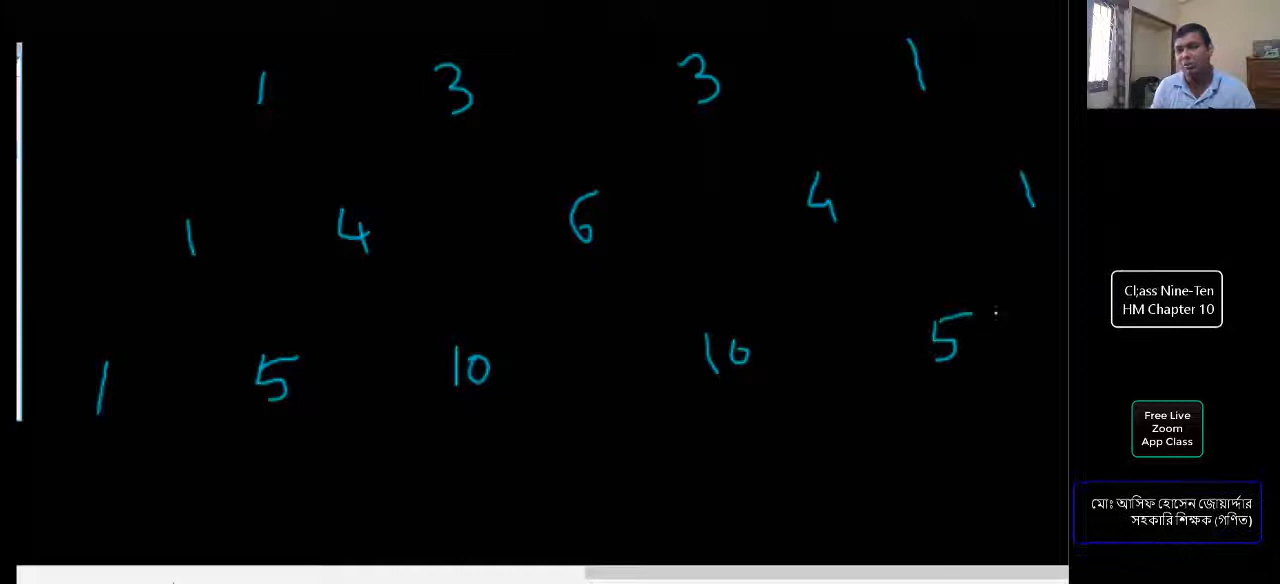 1 3 3 1
1 4 6 4 1
1 5 10 10 5
Cl;ass Nine-Ten
HM Chapter 10
Free Live
Zoom
App Class
মোঃ আসিফ হোসেন জোয়ার্দ্দার
সহকারি শিক্ষক (গণিত)